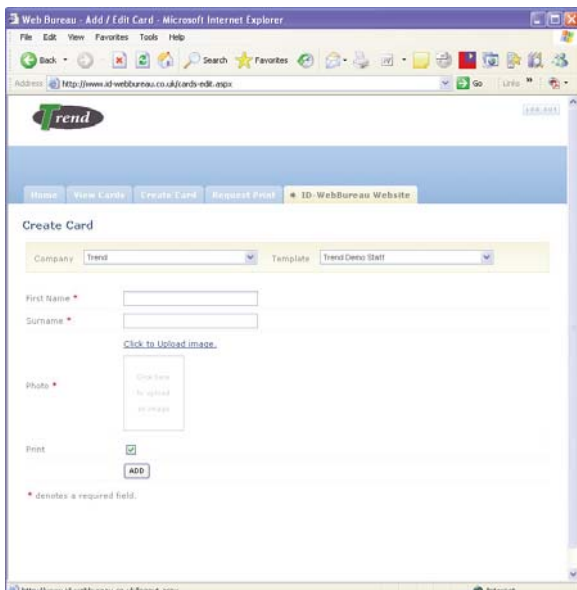 Web Bureau - Add / Edit Card - Microsoft Internet Explorer
File Edit View Favorites Tools Help
Back Search Favorites
Address http://www.id-webbureau.co.uk/cards-edit.aspx Go Links »
Trend
LOG OUT
Home View Cards Create Card Request Print ID-WebBureau Website
Create Card
Company Trend Template Trend Demo Staff
First Name *
Surname *
Click to Upload image.
Click here
to upload
an image
Photo *
Print
ADD
* denotes a required field.
Internet